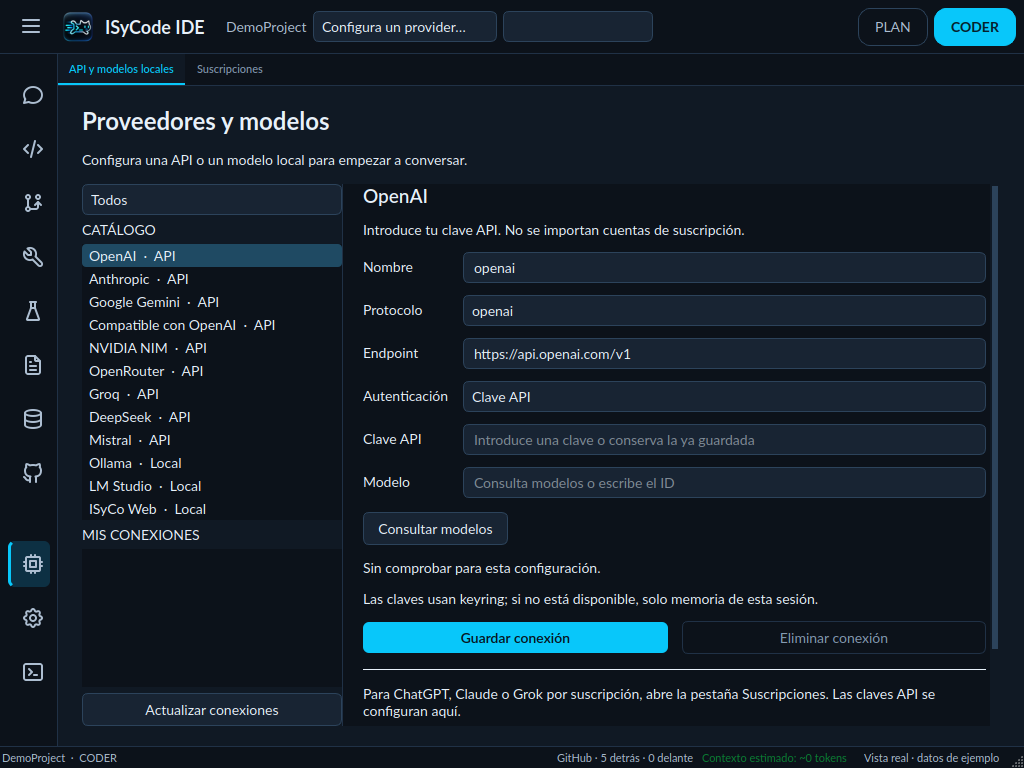 ISyCode IDE
DemoProject
Configura un provider...
PLAN
CODER
API y modelos locales
Suscripciones
Proveedores y modelos
Configura una API o un modelo local para empezar a conversar.
Todos
CATÁLOGO
OpenAI · API
Anthropic · API
Google Gemini · API
Compatible con OpenAI · API
NVIDIA NIM · API
OpenRouter · API
Groq · API
DeepSeek · API
Mistral · API
Ollama · Local
LM Studio · Local
ISyCo Web · Local
MIS CONEXIONES
Actualizar conexiones
OpenAI
Introduce tu clave API. No se importan cuentas de suscripción.
Nombre
openai
Protocolo
openai
Endpoint
https://api.openai.com/v1
Autenticación
Clave API
Clave API
Introduce una clave o conserva la ya guardada
Modelo
Consulta modelos o escribe el ID
Consultar modelos
Sin comprobar para esta configuración.
Las claves usan keyring; si no está disponible, solo memoria de esta sesión.
Guardar conexión
Eliminar conexión
Para ChatGPT, Claude o Grok por suscripción, abre la pestaña Suscripciones. Las claves API se
configuran aquí.
DemoProject · CODER
GitHub · 5 detrás · 0 delante
Contexto estimado: ~0 tokens
Vista real · datos de ejemplo